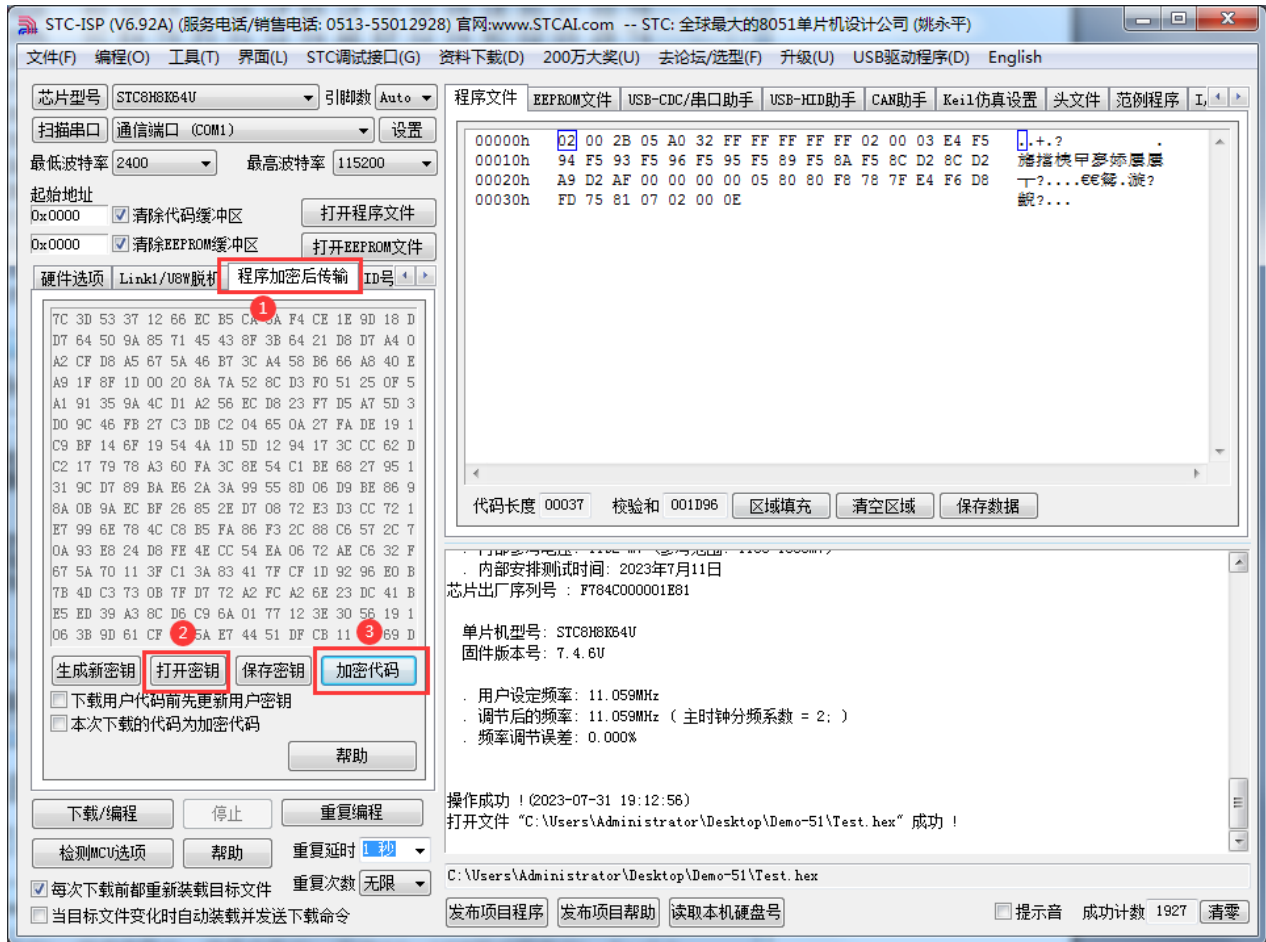 STC-ISP (V6.92A) (服务电话/销售电话: 0513-55012928) 官网:www.STCAI.com -- STC: 全球最大的8051单片机设计公司 (姚永平)
文件(F) 编程(O) 工具(T) 界面(L) STC调试接口(G) 资料下载(D) 200万大奖(U) 去论坛/选型(F) 升级(U) USB驱动程序(D) English
芯片型号 STC8H8K64U 引脚数 Auto
扫描串口 通信端口 (COM1) 设置
最低波特率 2400 最高波特率 115200
起始地址
0x0000 清除代码缓冲区 打开程序文件
0x0000 清除EEPROM缓冲区 打开EEPROM文件
硬件选项 Link1/U8W脱机 程序加密后传输 ID号
1
7C 3D 53 37 12 66 EC B5 F4 CE 1E 9D 18 D
D7 64 50 9A 85 71 45 43 8F 3B 64 21 D8 D7 A4 0
A2 CF D8 A5 67 5A 46 B7 3C A4 58 B6 66 A8 40 E
A9 1F 8F 1D 00 20 8A 7A 52 8C D3 F0 51 25 0F 5
A1 91 35 9A 4C D1 A2 56 EC D8 23 F7 D5 A7 5D 3
D0 9C 46 FB 27 C3 DB C2 04 65 0A 27 FA DE 19 1
C9 BF 14 6F 19 54 4A 1D 5D 12 94 17 3C CC 62 D
C2 17 79 78 A3 60 FA 3C 8E 54 C1 BE 68 27 95 1
31 9C D7 89 BA E6 2A 3A 99 55 8D 06 D9 BE 86 9
8A 0B 9A EC BF 26 85 2E D7 08 72 E3 D3 CC 72 1
E7 99 6E 78 4C C8 B5 FA 86 F3 2C 88 C6 57 2C 7
0A 93 E8 24 D8 FE 4E CC 54 EA 06 72 AE C6 32 F
67 5A 70 11 3F C1 3A 83 41 7F CF 1D 92 96 E0 B
7B 4D C3 73 0B 7F D7 72 A2 FC A2 6E 23 DC 41 B
E5 ED 39 A3 8C D6 C9 6A 01 77 12 3E 30 56 19 1
06 3B 9D 61 CF 5A E7 44 51 DF CB 11 69 D
2 3
生成新密钥 打开密钥 保存密钥 加密代码
下载用户代码前先更新用户密钥
本次下载的代码为加密代码
帮助
下载/编程 停止 重复编程
检测MCU选项 帮助 重复延时 1 秒
每次下载前都重新装载目标文件 重复次数 无限
当目标文件变化时自动装载并发送下载命令
程序文件 EEPROM文件 USB-CDC/串口助手 USB-HID助手 CAN助手 Keil仿真设置 头文件 范例程序 I,
00000h 02 00 2B 05 A0 32 FF FF FF FF FF 02 00 03 E4 F5 ..+.? .
00010h 94 F5 93 F5 96 F5 95 F5 89 F5 8A F5 8C D2 8C D2
00020h A9 D2 AF 00 00 00 00 05 80 80 F8 78 7F E4 F6 D8
00030h FD 75 81 07 02 00 0E
代码长度 00037 校验和 001D96 区域填充 清空区域 保存数据
. 内部安排测试时间: 2023年7月11日
芯片出厂序列号 : F784C000001E81
单片机型号: STC8H8K64U
固件版本号: 7.4.6U
. 用户设定频率: 11.059MHz
. 调节后的频率: 11.059MHz ( 主时钟分频系数 = 2; )
. 频率调节误差: 0.000%
操作成功 !(2023-07-31 19:12:56)
打开文件 "C:\Users\Administrator\Desktop\Demo-51\Test.hex" 成功 !
C:\Users\Administrator\Desktop\Demo-51\Test.hex
发布项目程序 发布项目帮助 读取本机硬盘号 提示音 成功计数 1927 清零